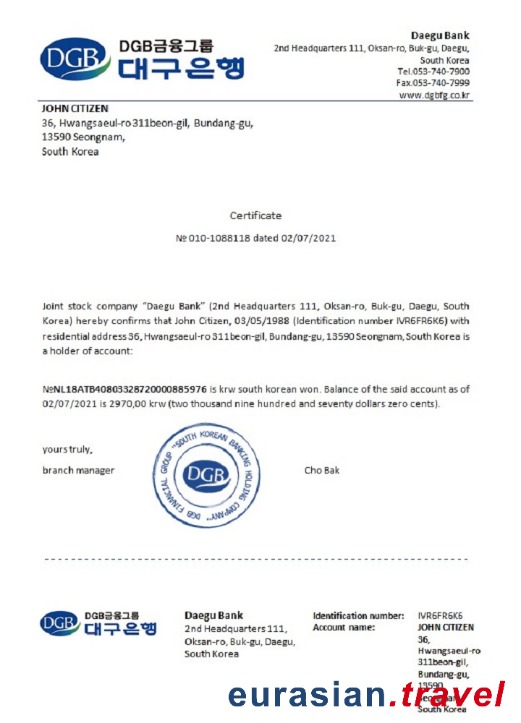 DGB
DGB금융그룹
대구은행
Daegu Bank
2nd Headquarters 111, Oksan-ro, Buk-gu, Daegu,
South Korea
Tel.053-740-7900
Fax.053-740-7999
www.dgbfg.co.kr
JOHN CITIZEN
36, Hwangsaeul-ro 311beon-gil, Bundang-gu,
13590 Seongnam,
South Korea
Certificate
№ 010-1088118 dated 02/07/2021
Joint stock company "Daegu Bank" (2nd Headquarters 111, Oksan-ro, Buk-gu, Daegu, South
Korea) hereby confirms that John Citizen, 03/05/1988 (Identification number IVR6FR6K6) with
residential address 36, Hwangsaeul-ro 311beon-gil, Bundang-gu, 13590 Seongnam, South Korea is
a holder of account:
№NL18ATB40803328720000885976 is krw south korean won. Balance of the said account as of
02/07/2021 is 2970,00 krw (two thousand nine hundred and seventy dollars zero cents).
yours truly,
branch manager
Cho Bak
DGB FINANCIAL GROUP "SOUTH KOREAN BANKING HOLDING COMPANY"
DGB
DGB
DGB금융그룹
대구은행
Daegu Bank
2nd Headquarters 111,
Oksan-ro, Buk-gu, Daegu,
South Korea
Identification number:
Account name:
IVR6FR6K6
JOHN CITIZEN
36,
Hwangsaeul-ro
311beon-gil,
Bundang-gu,
13590
eurasian.travel